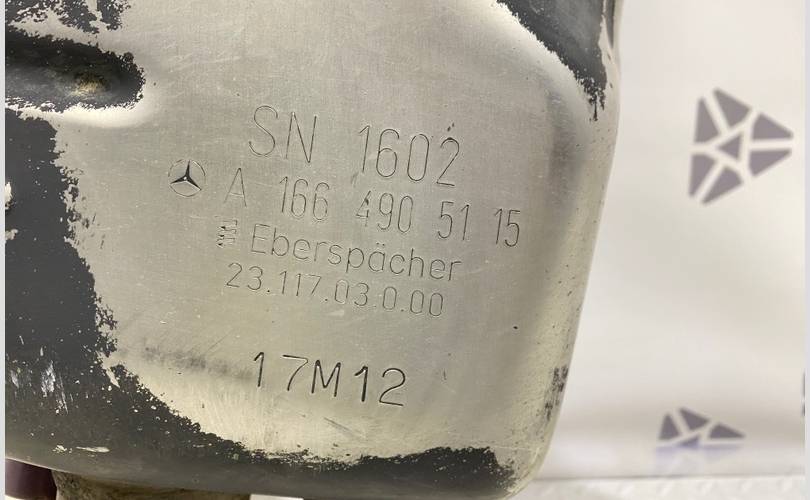 SN 1602
A 166 490 51 15
Eberspächer
23.117.03.0.00
17M12